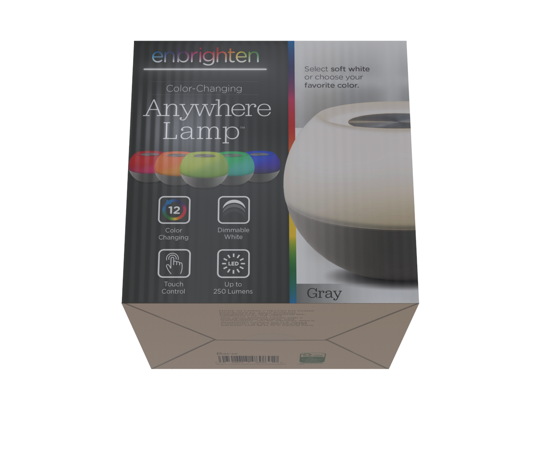 enbrighten
Color-Changing
Anywhere
Lamp™
Select soft white
or choose your
favorite color.
12
Color
Changing
Dimmable
White
Touch
Control
LED
Up to
250 Lumens
Gray